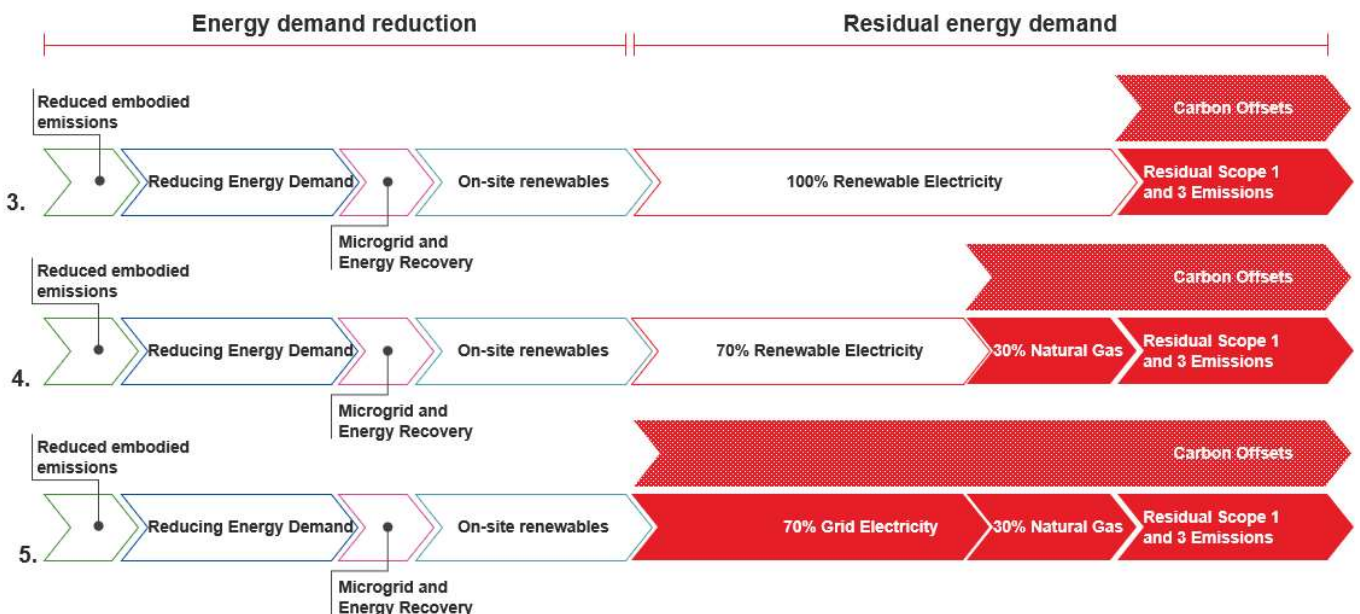 Energy demand reduction
Residual energy demand
Reduced embodied
emissions
Carbon Offsets
3.
Reducing Energy Demand
On-site renewables
100% Renewable Electricity
Residual Scope 1
and 3 Emissions
Microgrid and
Energy Recovery
Reduced embodied
emissions
Carbon Offsets
4.
Reducing Energy Demand
On-site renewables
70% Renewable Electricity
30% Natural Gas
Residual Scope 1
and 3 Emissions
Microgrid and
Energy Recovery
Reduced embodied
emissions
Carbon Offsets
5.
Reducing Energy Demand
On-site renewables
70% Grid Electricity
30% Natural Gas
Residual Scope 1
and 3 Emissions
Microgrid and
Energy Recovery